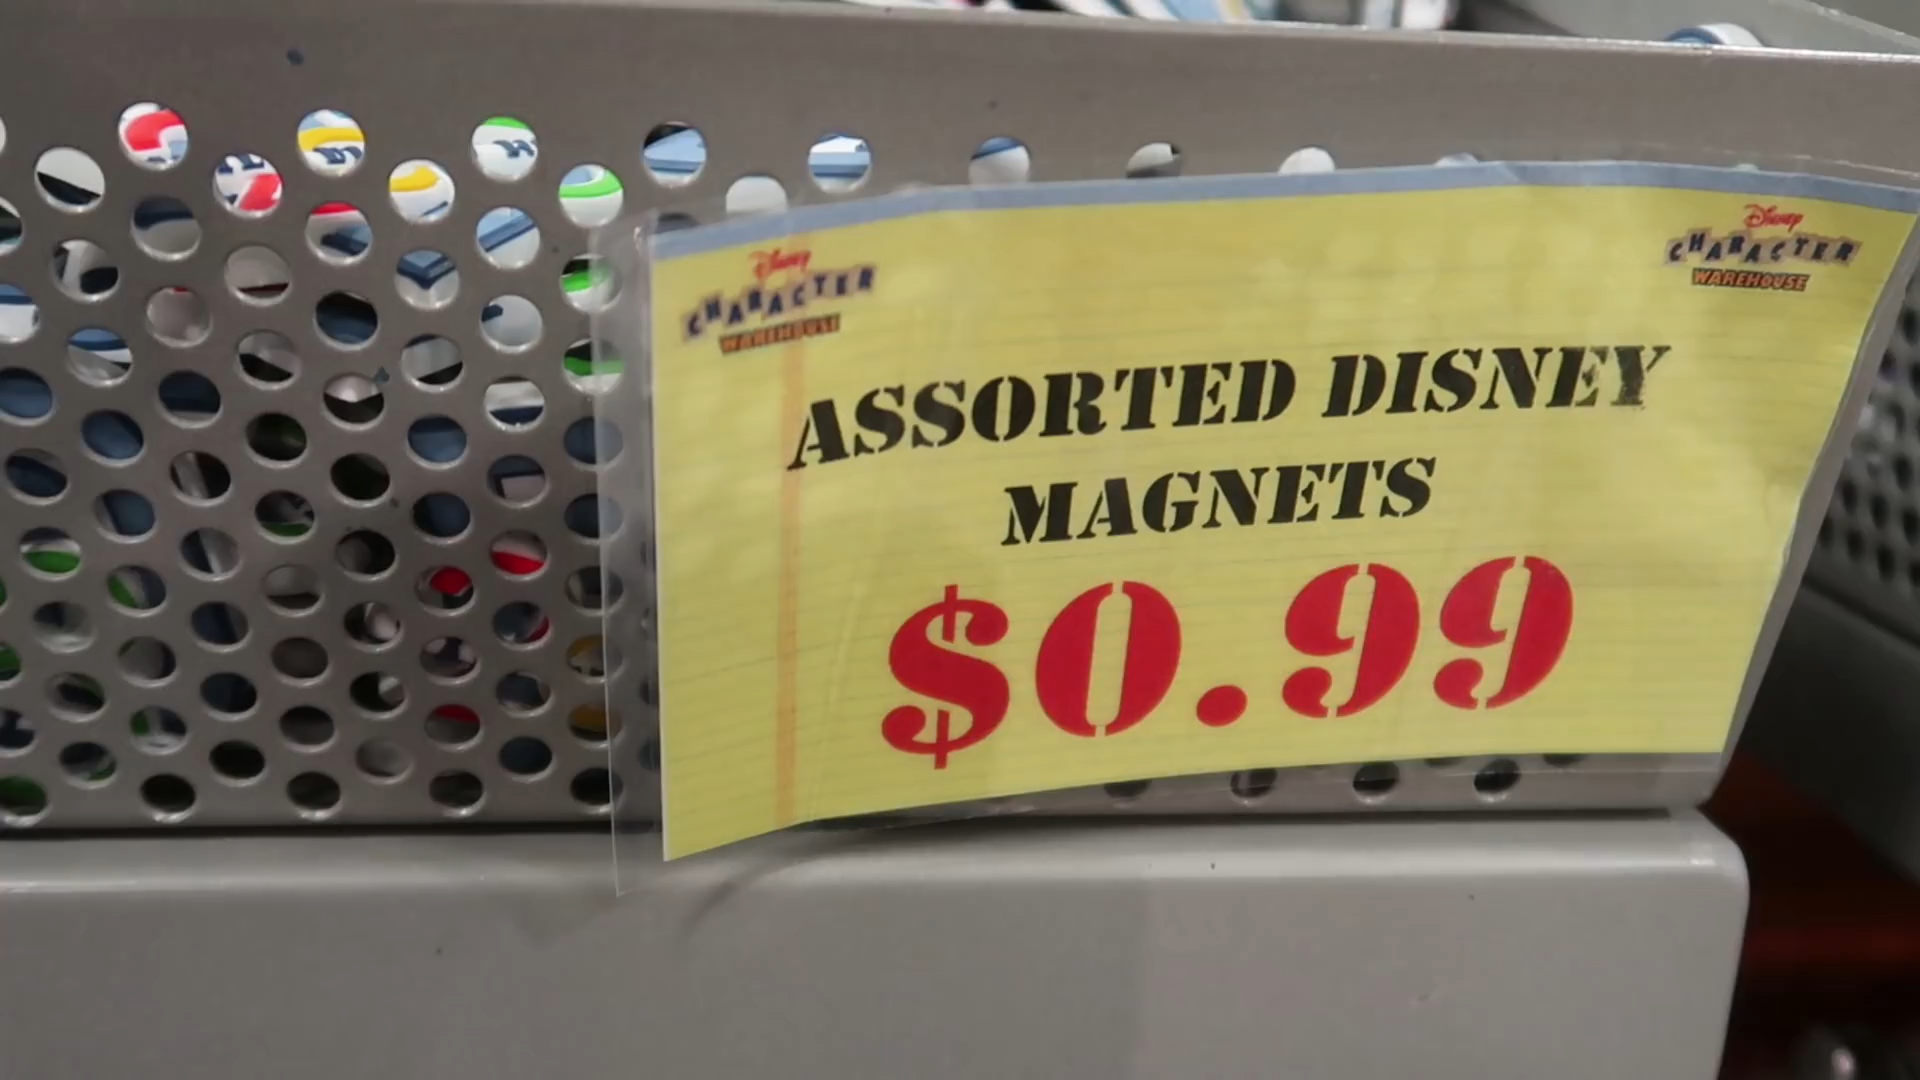 Disney
CHARACTER
WAREHOUSE
Disney
CHARACTER
WAREHOUSE
ASSORTED DISNEY
MAGNETS
$0.99